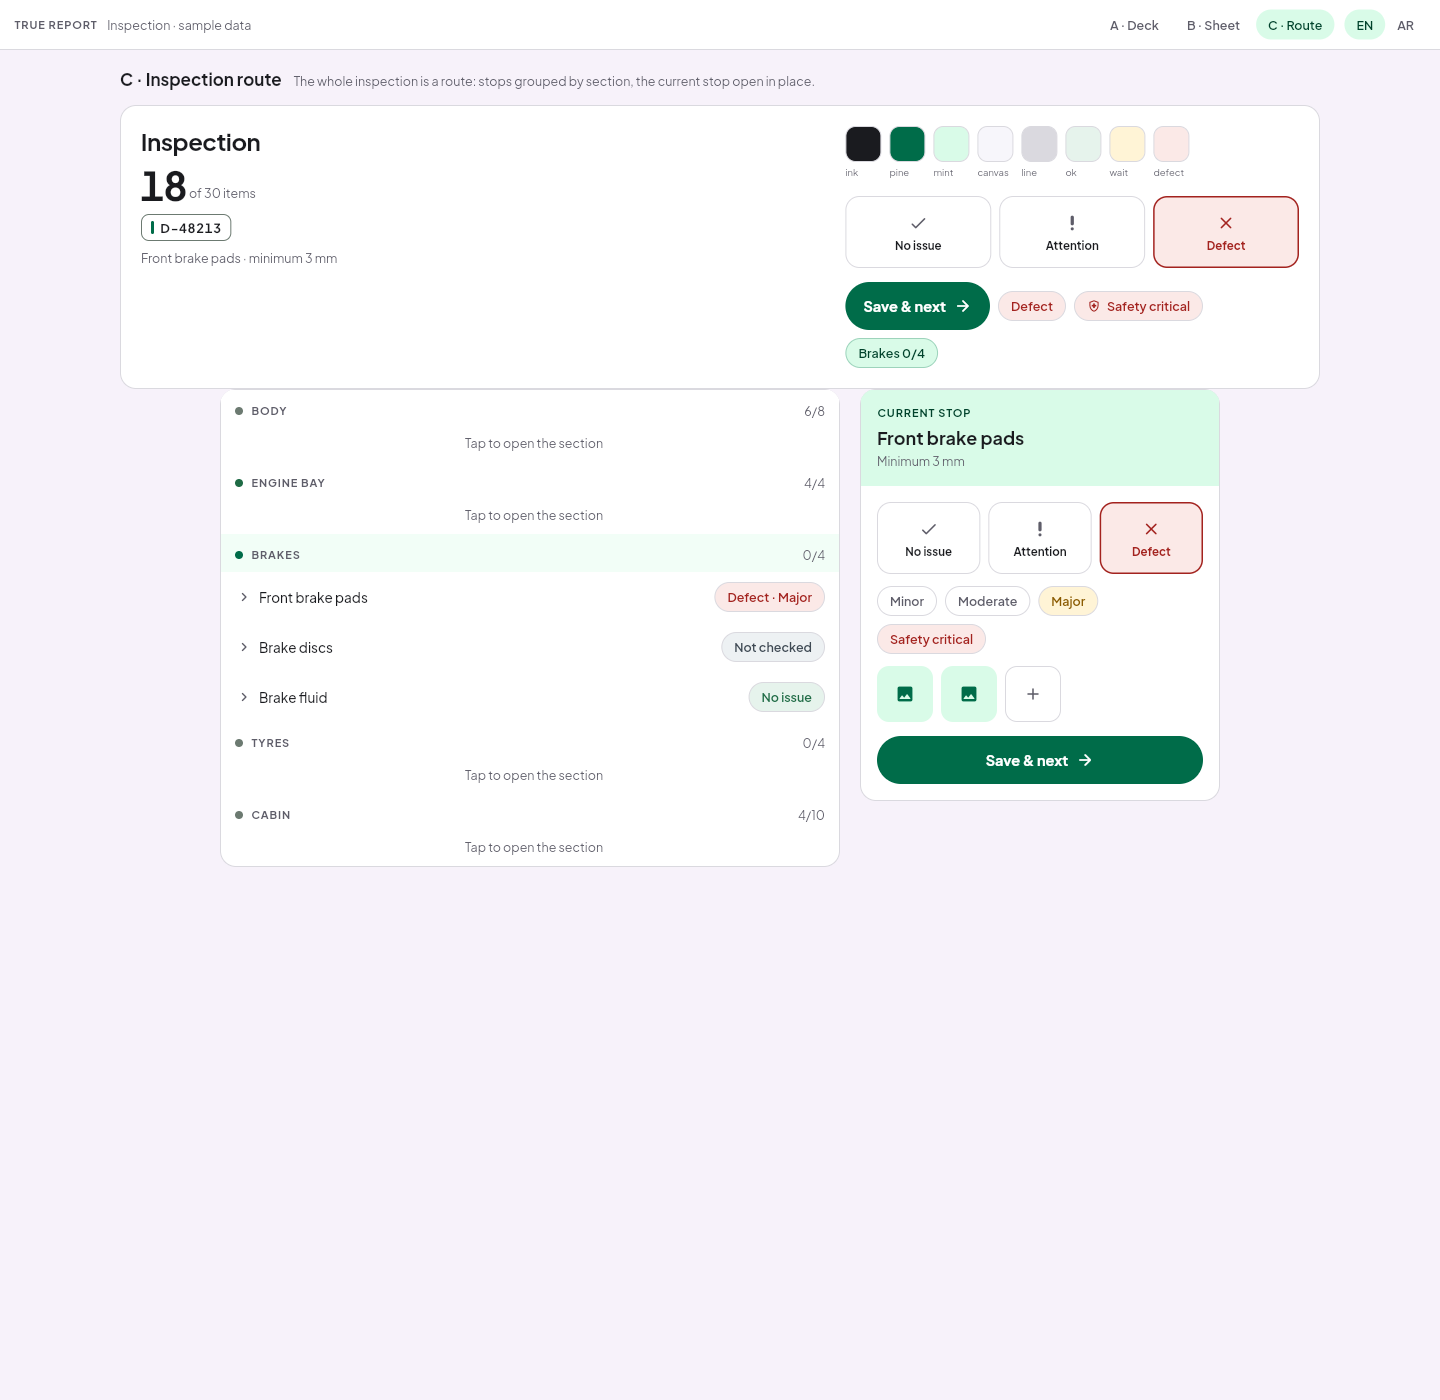 TRUE REPORT Inspection · sample data A · Deck B · Sheet C · Route EN AR
C · Inspection route The whole inspection is a route: stops grouped by section, the current stop open in place.
Inspection
18 of 30 items
D-48213
Front brake pads · minimum 3 mm
ink pine mint canvas line ok wait defect
No issue Attention Defect
Save & next Defect Safety critical
Brakes 0/4
BODY 6/8
Tap to open the section
ENGINE BAY 4/4
Tap to open the section
BRAKES 0/4
Front brake pads Defect · Major
Brake discs Not checked
Brake fluid No issue
TYRES 0/4
Tap to open the section
CABIN 4/10
Tap to open the section
CURRENT STOP
Front brake pads
Minimum 3 mm
No issue Attention Defect
Minor Moderate Major
Safety critical
Save & next